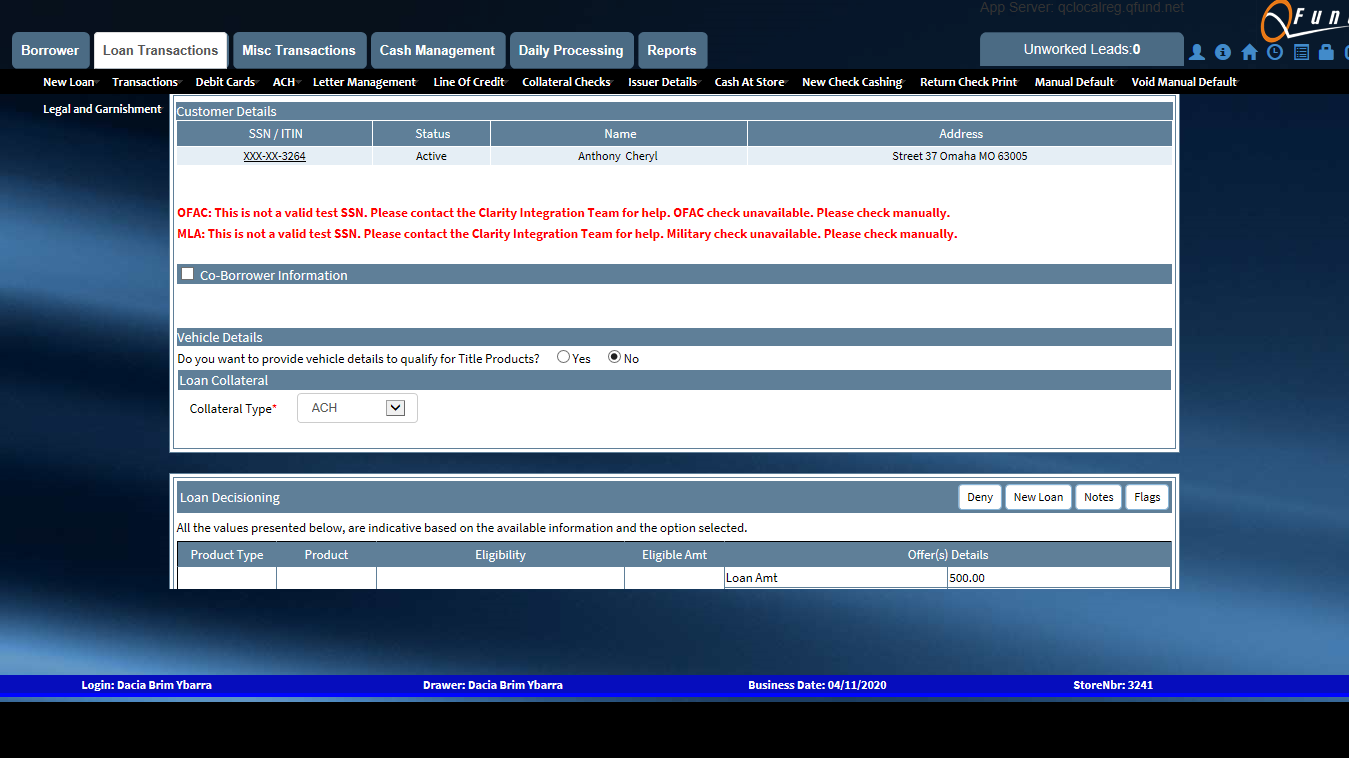 App Server: qclocalreg.qfund.net
QFun
Borrower Loan Transactions Misc Transactions Cash Management Daily Processing Reports Unworked Leads:0
New Loan Transactions Debit Cards ACH Letter Management Line Of Credit Collateral Checks Issuer Details Cash At Store New Check Cashing Return Check Print Manual Default Void Manual Default
Legal and Garnishment
Customer Details
SSN / ITIN Status Name Address
XXX-XX-3264 Active Anthony Cheryl Street 37 Omaha MO 63005
OFAC: This is not a valid test SSN. Please contact the Clarity Integration Team for help. OFAC check unavailable. Please check manually.
MLA: This is not a valid test SSN. Please contact the Clarity Integration Team for help. Military check unavailable. Please check manually.
Co-Borrower Information
Vehicle Details
Do you want to provide vehicle details to qualify for Title Products? Yes No
Loan Collateral
Collateral Type* ACH
Loan Decisioning Deny New Loan Notes Flags
All the values presented below, are indicative based on the available information and the option selected.
Product Type Product Eligibility Eligible Amt Offer(s) Details
Loan Amt 500.00
Login: Dacia Brim Ybarra Drawer: Dacia Brim Ybarra Business Date: 04/11/2020 StoreNbr: 3241